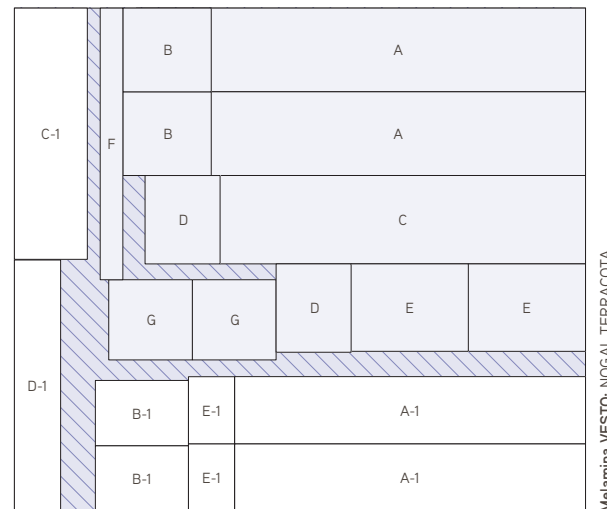 B
A
C-1
F
B
A
D
C
G
G
D
E
E
D-1
B-1
E-1
A-1
B-1
E-1
A-1
Melamina VESTO: NOGAL TERRACOTA